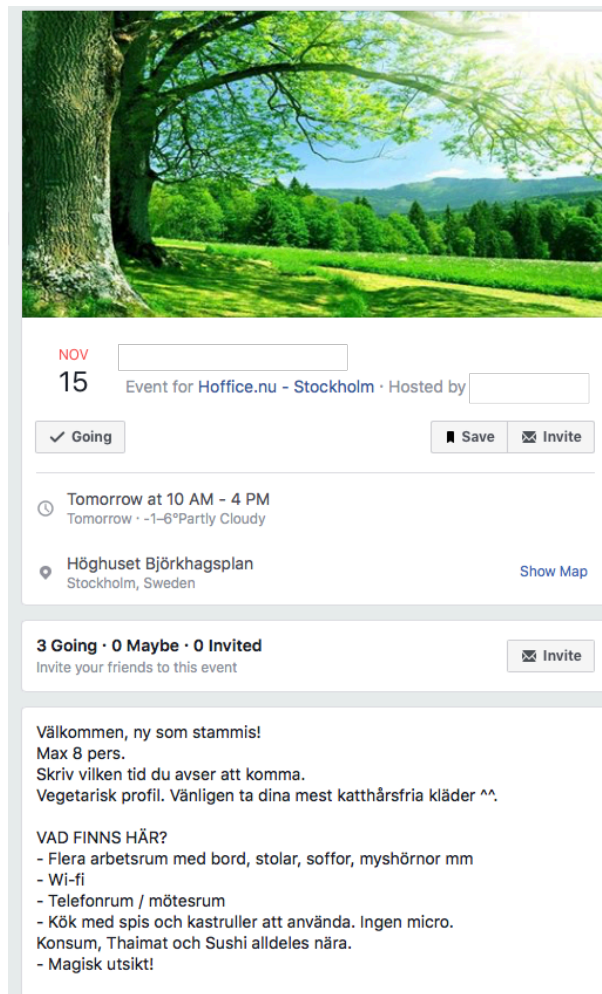 NOV
15
Event for Hoffice.nu - Stockholm · Hosted by
Going
Save
Invite
Tomorrow at 10 AM - 4 PM
Tomorrow · -1–6°Partly Cloudy
Höghuset Björkhagsplan
Stockholm, Sweden
Show Map
3 Going · 0 Maybe · 0 Invited
Invite your friends to this event
Invite
Välkommen, ny som stammis!
Max 8 pers.
Skriv vilken tid du avser att komma.
Vegetarisk profil. Vänligen ta dina mest katthårsfria kläder ^^.
VAD FINNS HÄR?
- Flera arbetsrum med bord, stolar, soffor, myshörnor mm
- Wi-fi
- Telefonrum / mötesrum
- Kök med spis och kastruller att använda. Ingen micro.
Konsum, Thaimat och Sushi alldeles nära.
- Magisk utsikt!